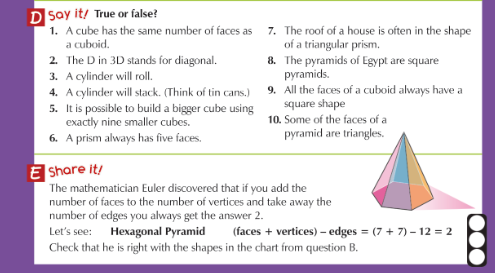 D Say it! True or false?
1. A cube has the same number of faces as
a cuboid.
2. The D in 3D stands for diagonal.
3. A cylinder will roll.
4. A cylinder will stack. (Think of tin cans.)
5. It is possible to build a bigger cube using
exactly nine smaller cubes.
6. A prism always has five faces.
7. The roof of a house is often in the shape
of a triangular prism.
8. The pyramids of Egypt are square
pyramids.
9. All the faces of a cuboid always have a
square shape
10. Some of the faces of a
pyramid are triangles.
E Share it!
The mathematician Euler discovered that if you add the
number of faces to the number of vertices and take away the
number of edges you always get the answer 2.
Let's see: Hexagonal Pyramid (faces + vertices) – edges = (7 + 7) – 12 = 2
Check that he is right with the shapes in the chart from question B.